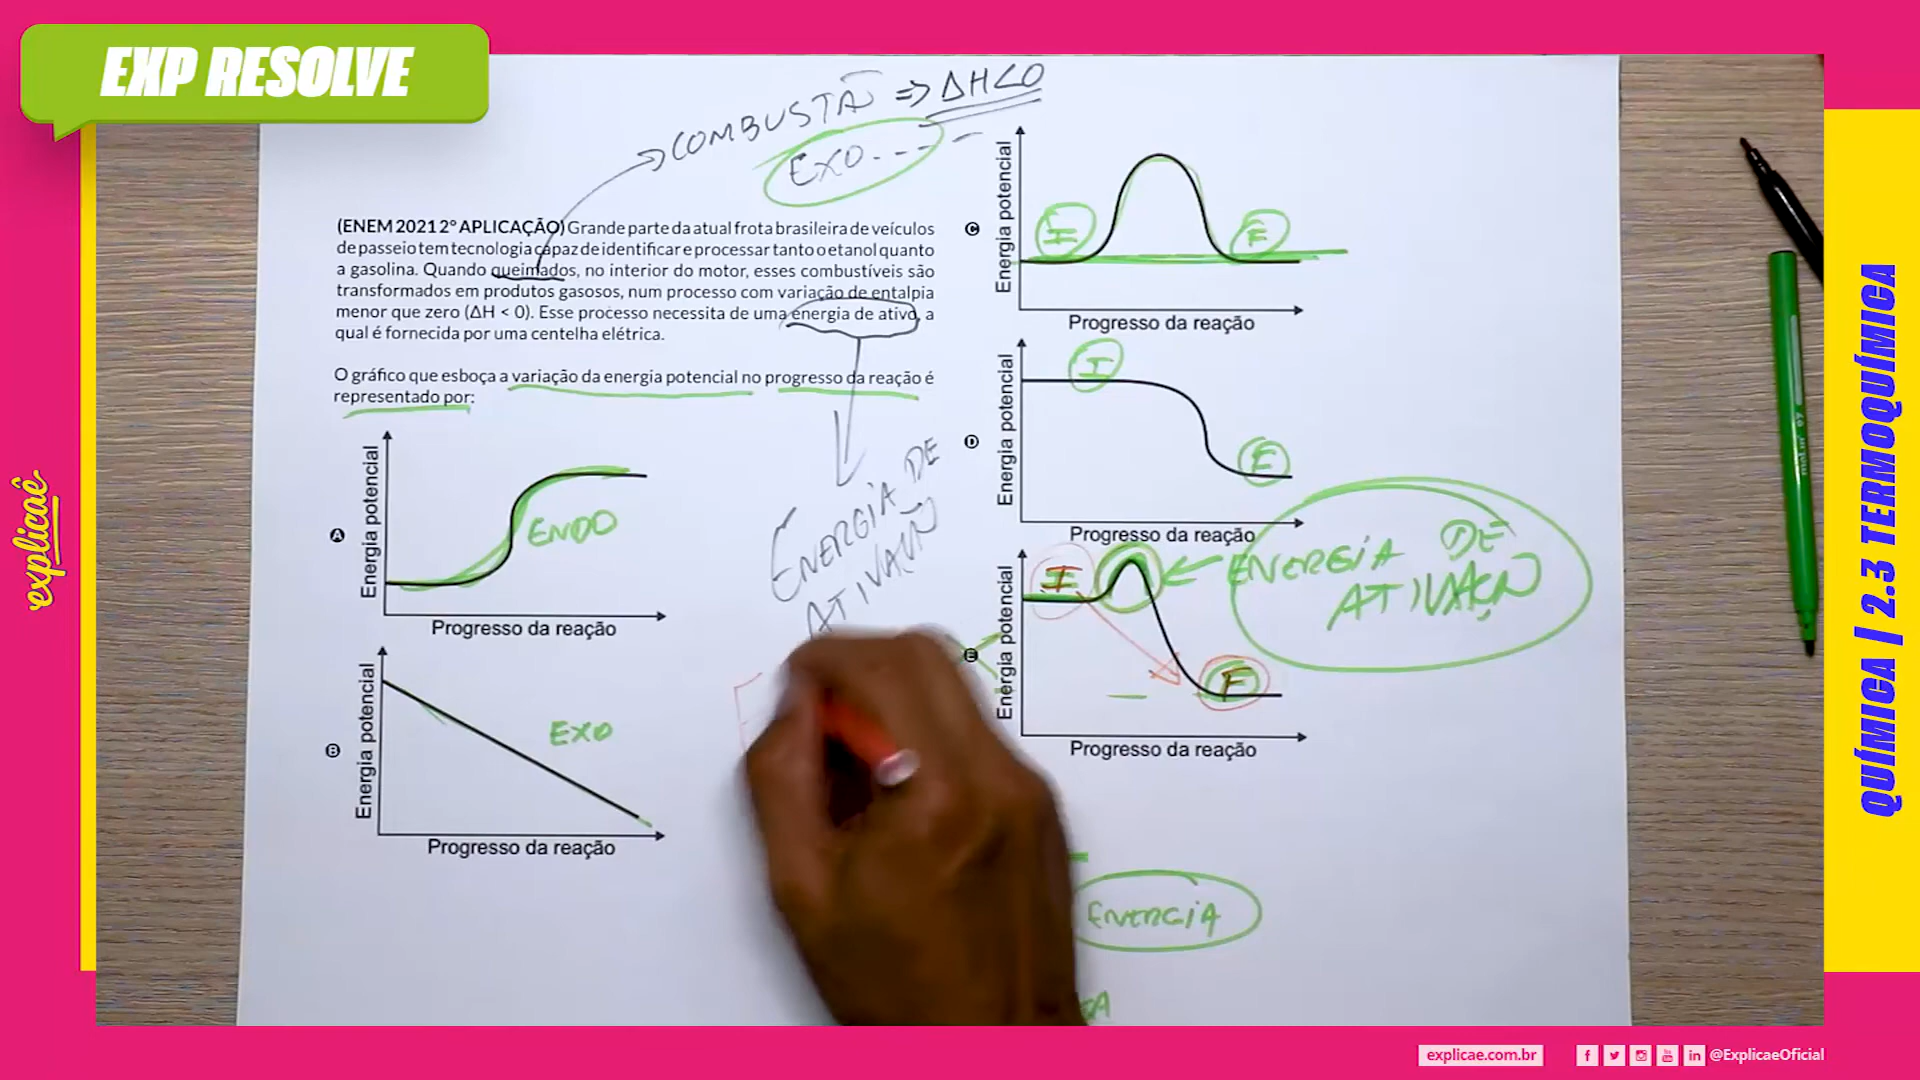 EXP RESOLVE
COMBUSTÃO => ΔH<0
EXO...
(ENEM 2021 2º APLICAÇÃO) Grande parte da atual frota brasileira de veículos
de passeio tem tecnologia capaz de identificar e processar tanto o etanol quanto
a gasolina. Quando queimados, no interior do motor, esses combustíveis são
transformados em produtos gasosos, num processo com variação de entalpia
menor que zero (ΔH < 0). Esse processo necessita de uma energia de ativo, a
qual é fornecida por uma centelha elétrica.
O gráfico que esboça a variação da energia potencial no progresso da reação é
representado por:
A
Energia potencial
ENDO
Progresso da reação
B
Energia potencial
EXO
Progresso da reação
ENERGIA DE
ATIVAÇÃO
C
Energia potencial
I
F
Progresso da reação
D
Energia potencial
I
F
Progresso da reação
E
Energia potencial
I
F
ENERGIA DE
ATIVAÇÃO
Progresso da reação
ENERGIA
explicaê
QUÍMICA | 2.3 TERMOQUÍMICA
explicae.com.br
@ExplicaeOficial